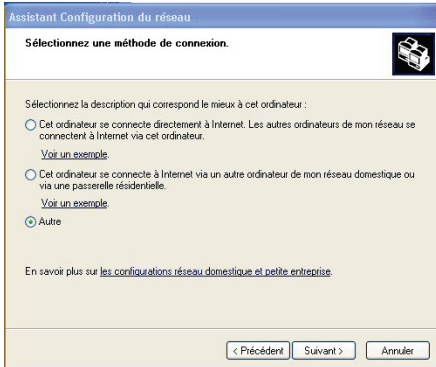 Assistant Configuration du réseau
Sélectionnez une méthode de connexion.
Sélectionnez la description qui correspond le mieux à cet ordinateur :
Cet ordinateur se connecte directement à Internet. Les autres ordinateurs de mon réseau se
connectent à Internet via cet ordinateur.
Voir un exemple.
Cet ordinateur se connecte à Internet via un autre ordinateur de mon réseau domestique ou
via une passerelle résidentielle.
Voir un exemple.
Autre
En savoir plus sur les configurations réseau domestique et petite entreprise.
< Précédent Suivant > Annuler